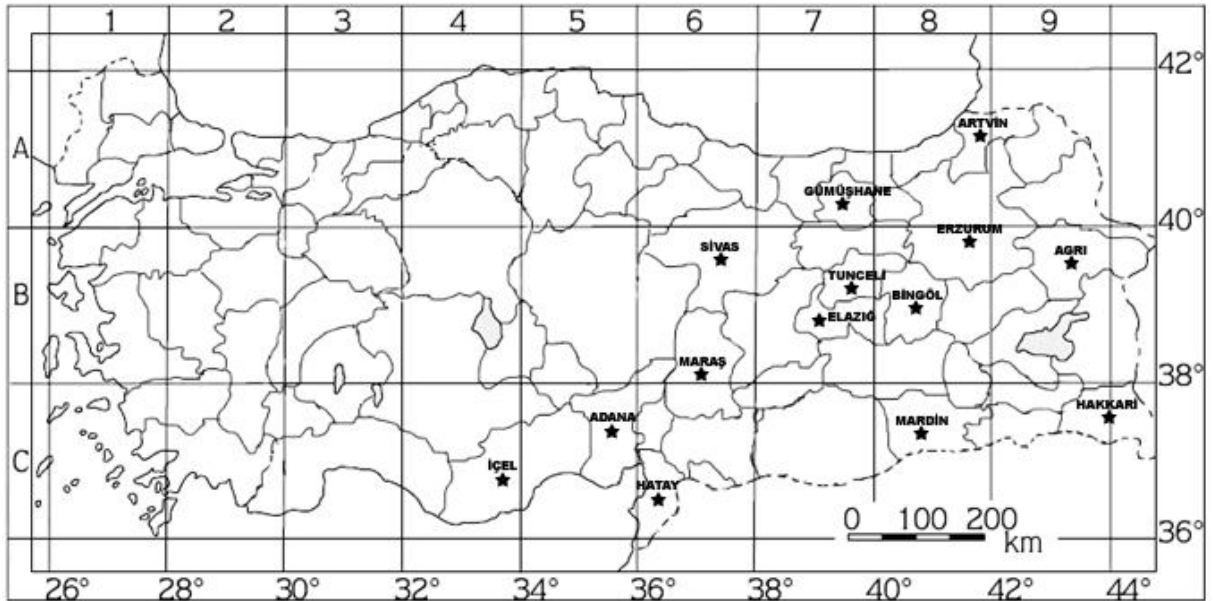 1 2 3 4 5 6 7 8 9
42°
ARTVİN
A
GÜMÜŞHANE
40°
ERZURUM
SİVAS
AGRI
TUNCELİ
B
BİNGÖL
ELAZIĞ
MARAŞ
38°
HAKKARİ
ADANA
MARDİN
C
İÇEL
HATAY
0 100 200
km
36°
26° 28° 30° 32° 34° 36° 38° 40° 42° 44°